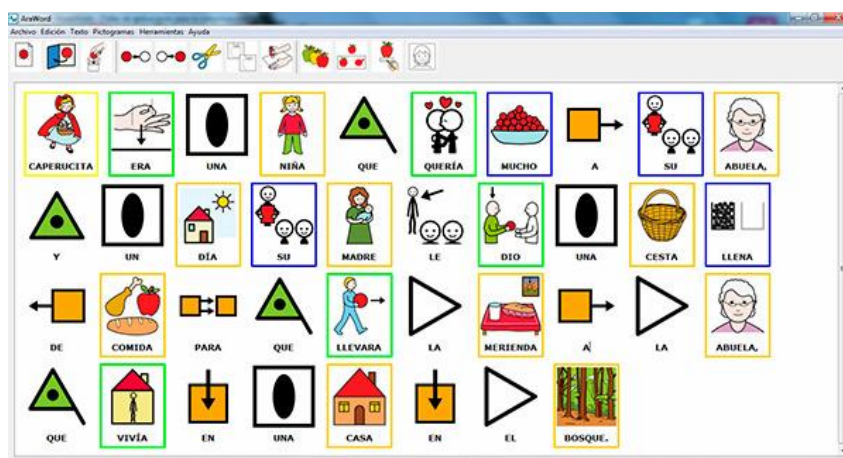 AraWord
Archivo Edición Texto Pictogramas Herramientas Ayuda
CAPERUCITA ERA UNA NIÑA QUE QUERÍA MUCHO A SU ABUELA,
Y UN DÍA SU MADRE LE DIO UNA CESTA LLENA
DE COMIDA PARA QUE LLEVARA LA MERIENDA A LA ABUELA,
QUE VIVÍA EN UNA CASA EN EL BOSQUE.